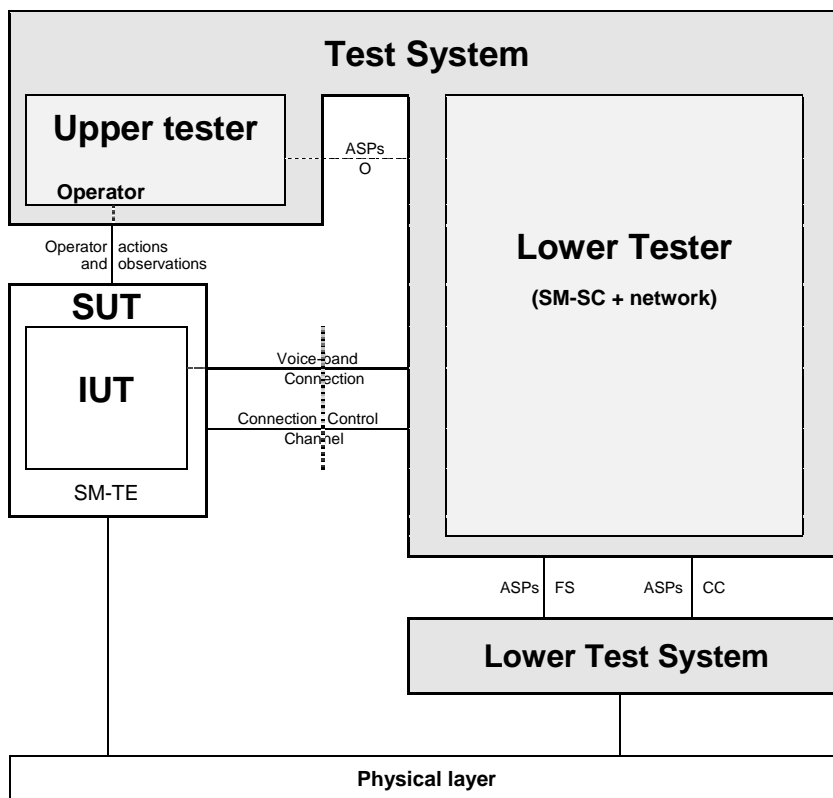 Test System
Upper tester
Operator
ASPs
O
Lower Tester
(SM-SC + network)
Operator actions
and observations
SUT
IUT
SM-TE
Voice-band
Connection
Connection Control
Channel
ASPs FS
ASPs CC
Lower Test System
Physical layer